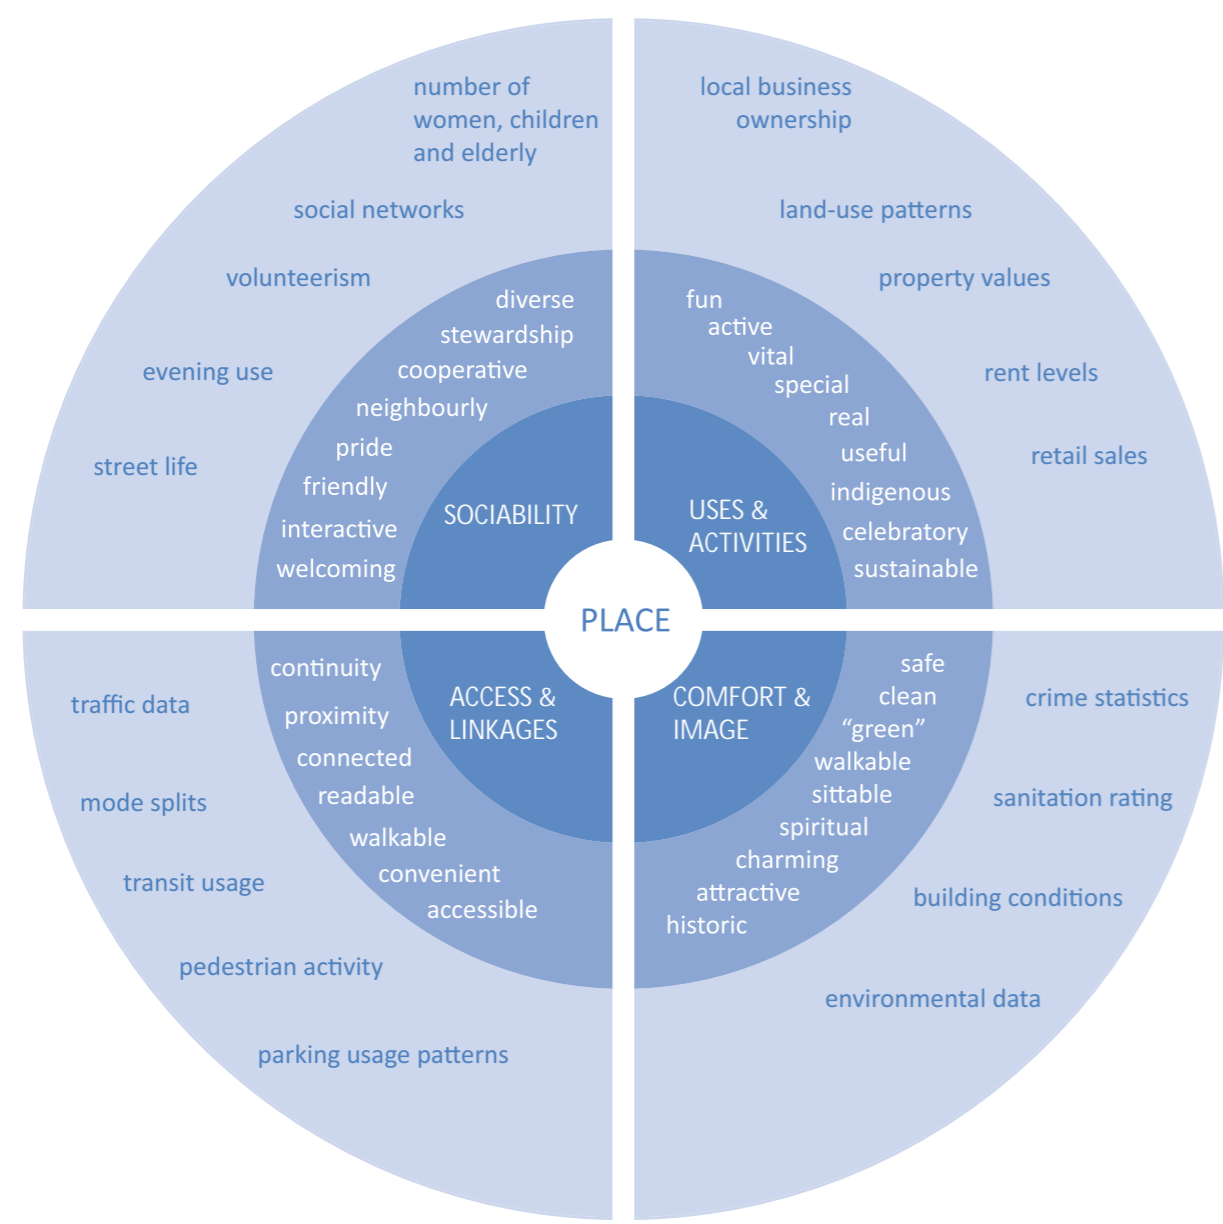 number of
women, children
and elderly
social networks
volunteerism
evening use
street life
diverse
stewardship
cooperative
neighbourly
pride
friendly
interactive
welcoming
SOCIABILITY
local business
ownership
land-use patterns
property values
rent levels
retail sales
fun
active
vital
special
real
useful
indigenous
celebratory
sustainable
USES &
ACTIVITIES
PLACE
ACCESS &
LINKAGES
continuity
proximity
connected
readable
walkable
convenient
accessible
traffic data
mode splits
transit usage
pedestrian activity
parking usage patterns
COMFORT &
IMAGE
safe
clean
“green”
walkable
sittable
spiritual
charming
attractive
historic
crime statistics
sanitation rating
building conditions
environmental data